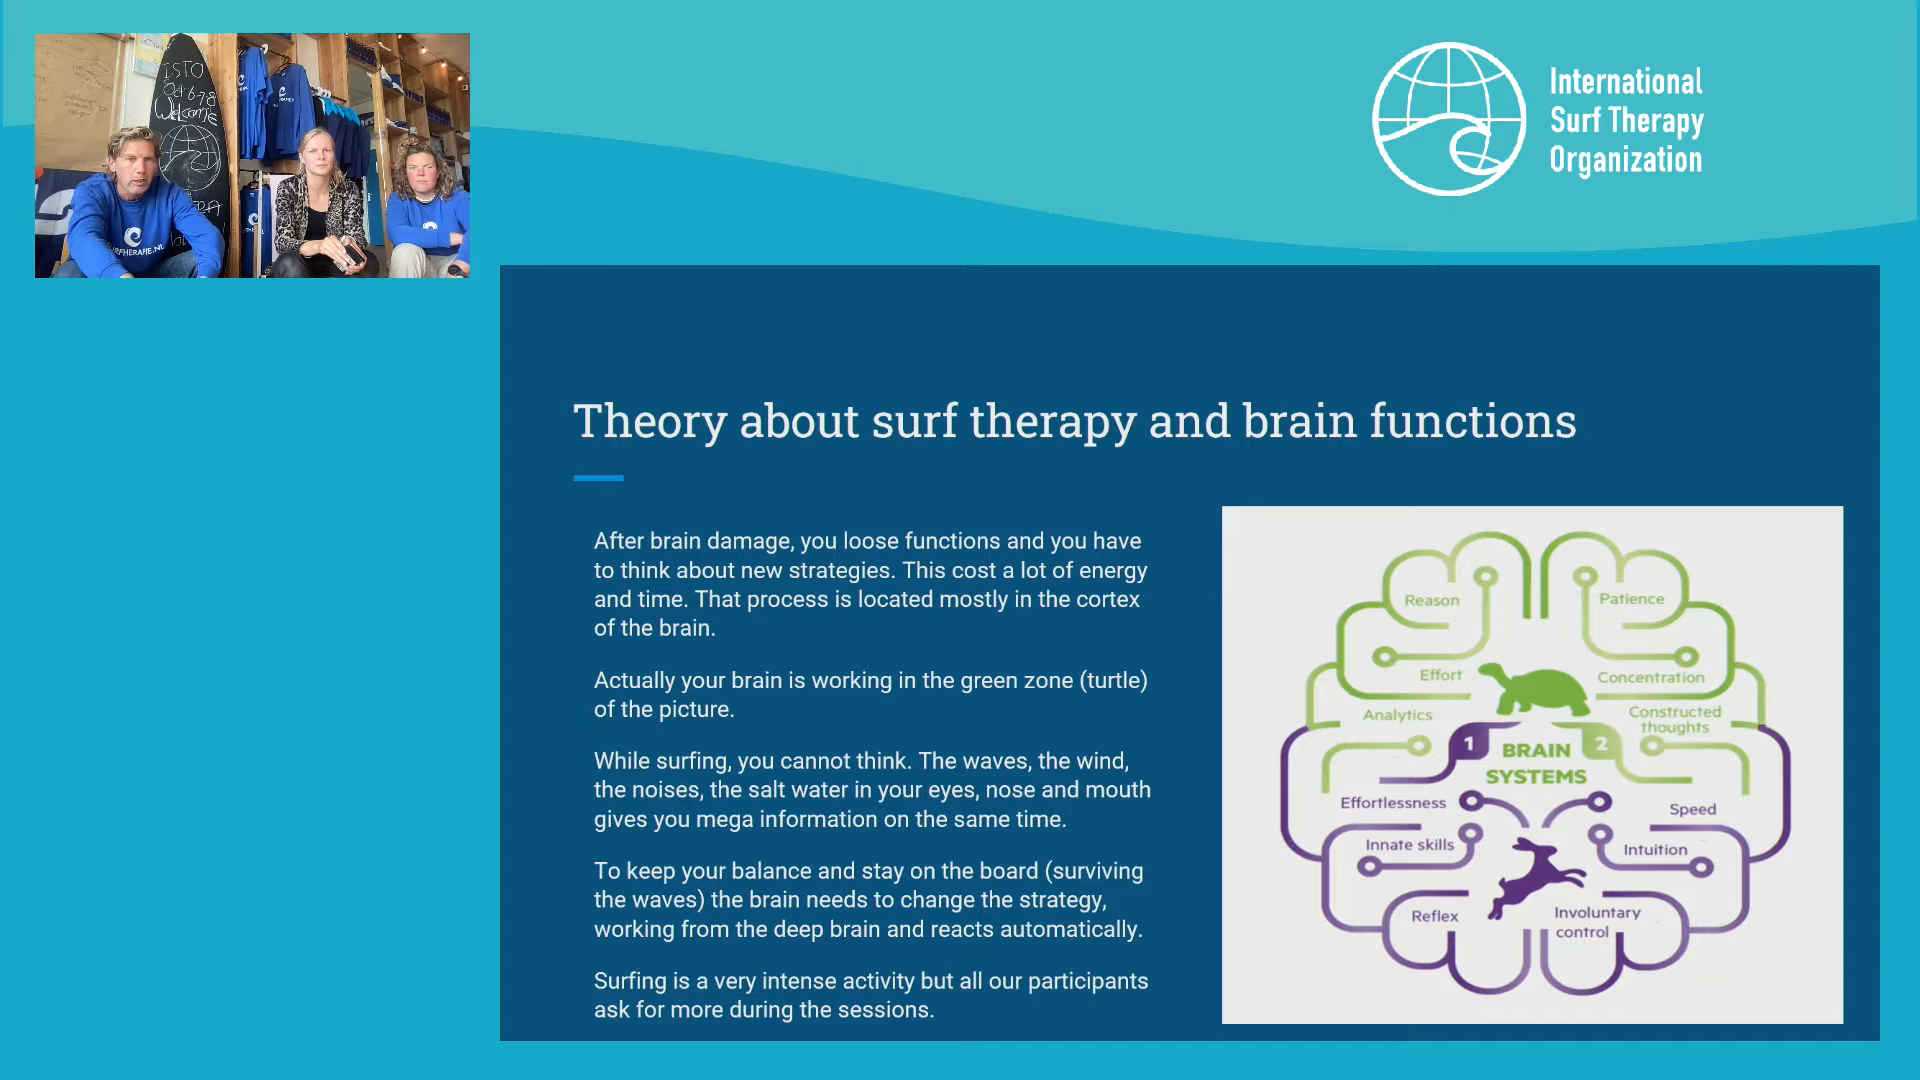 ISTO
Oct 6-7-8
Welcome
SURFTHERAPIE.NL
International
Surf Therapy
Organization
Theory about surf therapy and brain functions
After brain damage, you loose functions and you have
to think about new strategies. This cost a lot of energy
and time. That process is located mostly in the cortex
of the brain.
Actually your brain is working in the green zone (turtle)
of the picture.
While surfing, you cannot think. The waves, the wind,
the noises, the salt water in your eyes, nose and mouth
gives you mega information on the same time.
To keep your balance and stay on the board (surviving
the waves) the brain needs to change the strategy,
working from the deep brain and reacts automatically.
Surfing is a very intense activity but all our participants
ask for more during the sessions.
Reason
Patience
Effort
Concentration
Analytics
Constructed
thoughts
1
BRAIN
SYSTEMS
2
Effortlessness
Speed
Innate skills
Intuition
Reflex
Involuntary
control